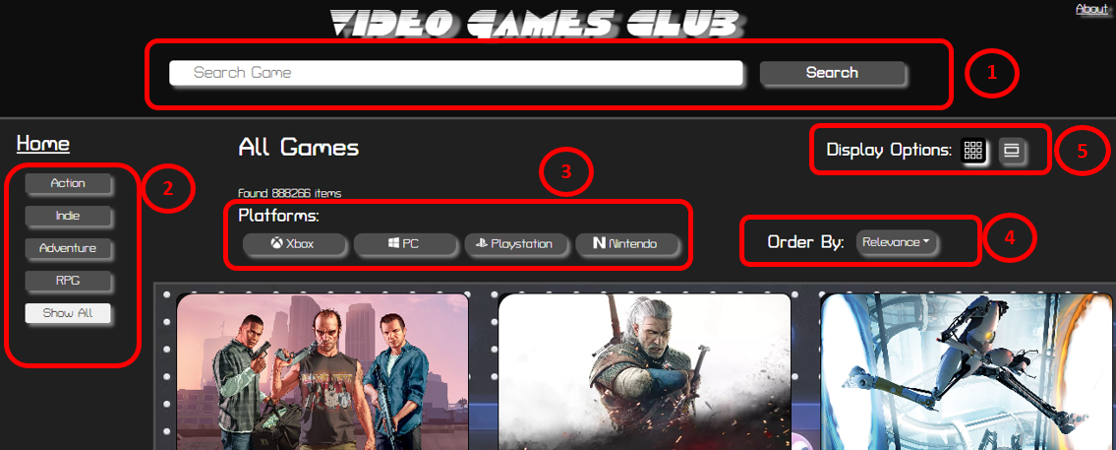 VIDEO GAMES CLUB
About
Search Game
Search
1
Home
All Games
Display Options:
5
Action
2
Indie
Adventure
RPG
Show All
Found 888266 items
3
Platforms:
Xbox
PC
Playstation
Nintendo
Order By:
Relevance
4